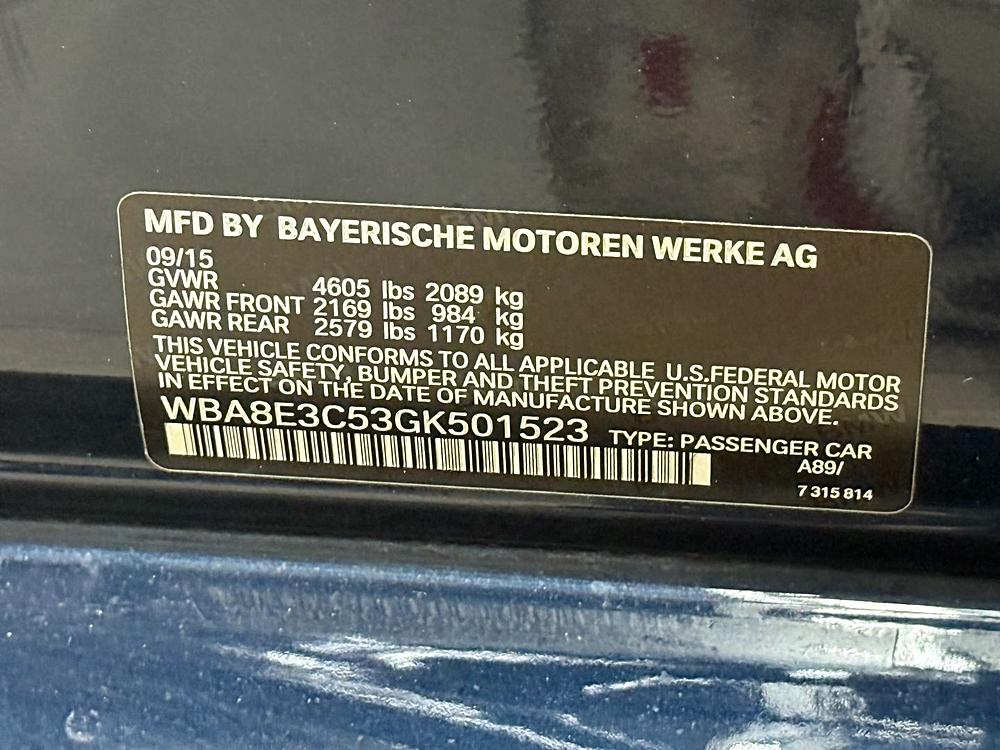 MFD BY BAYERISCHE MOTOREN WERKE AG
09/15
GVWR 4605 lbs 2089 kg
GAWR FRONT 2169 lbs 984 kg
GAWR REAR 2579 lbs 1170 kg
THIS VEHICLE CONFORMS TO ALL APPLICABLE U.S.FEDERAL MOTOR
VEHICLE SAFETY, BUMPER AND THEFT PREVENTION STANDARDS
IN EFFECT ON THE DATE OF MANUFACTURE SHOWN ABOVE.
WBA8E3C53GK501523 TYPE: PASSENGER CAR
A89/
7 315 814